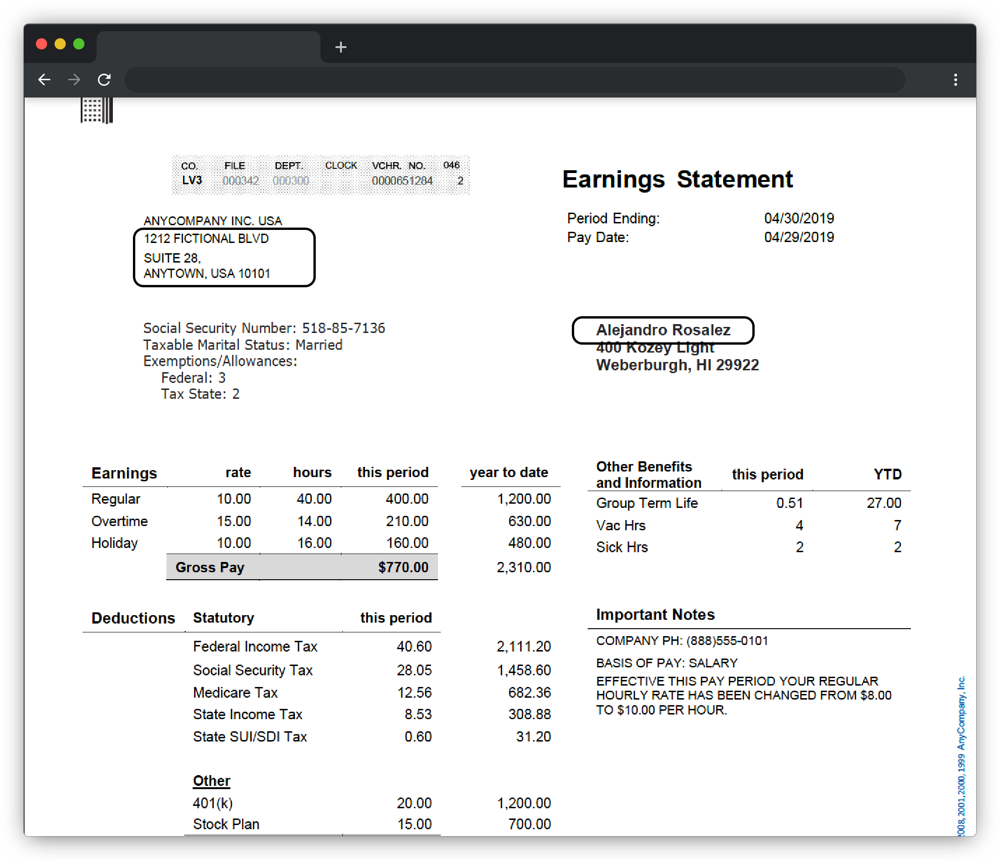 CO. FILE DEPT. CLOCK VCHR. NO. 046
LV3 000342 000300 0000651284 2
Earnings Statement
Period Ending: 04/30/2019
Pay Date: 04/29/2019
ANYCOMPANY INC. USA
1212 FICTIONAL BLVD
SUITE 28,
ANYTOWN, USA 10101
Social Security Number: 518-85-7136
Taxable Marital Status: Married
Exemptions/Allowances:
Federal: 3
Tax State: 2
Alejandro Rosalez
400 Kozey Light
Weberburgh, HI 29922
Earnings rate hours this period year to date
Regular 10.00 40.00 400.00 1,200.00
Overtime 15.00 14.00 210.00 630.00
Holiday 10.00 16.00 160.00 480.00
Gross Pay $770.00 2,310.00
Other Benefits
and Information this period YTD
Group Term Life 0.51 27.00
Vac Hrs 4 7
Sick Hrs 2 2
Deductions Statutory this period
Federal Income Tax 40.60 2,111.20
Social Security Tax 28.05 1,458.60
Medicare Tax 12.56 682.36
State Income Tax 8.53 308.88
State SUI/SDI Tax 0.60 31.20
Other
401(k) 20.00 1,200.00
Stock Plan 15.00 700.00
Important Notes
COMPANY PH: (888)555-0101
BASIS OF PAY: SALARY
EFFECTIVE THIS PAY PERIOD YOUR REGULAR
HOURLY RATE HAS BEEN CHANGED FROM $8.00
TO $10.00 PER HOUR.
2008, 2001, 2000, 1999 AnyCompany, Inc.